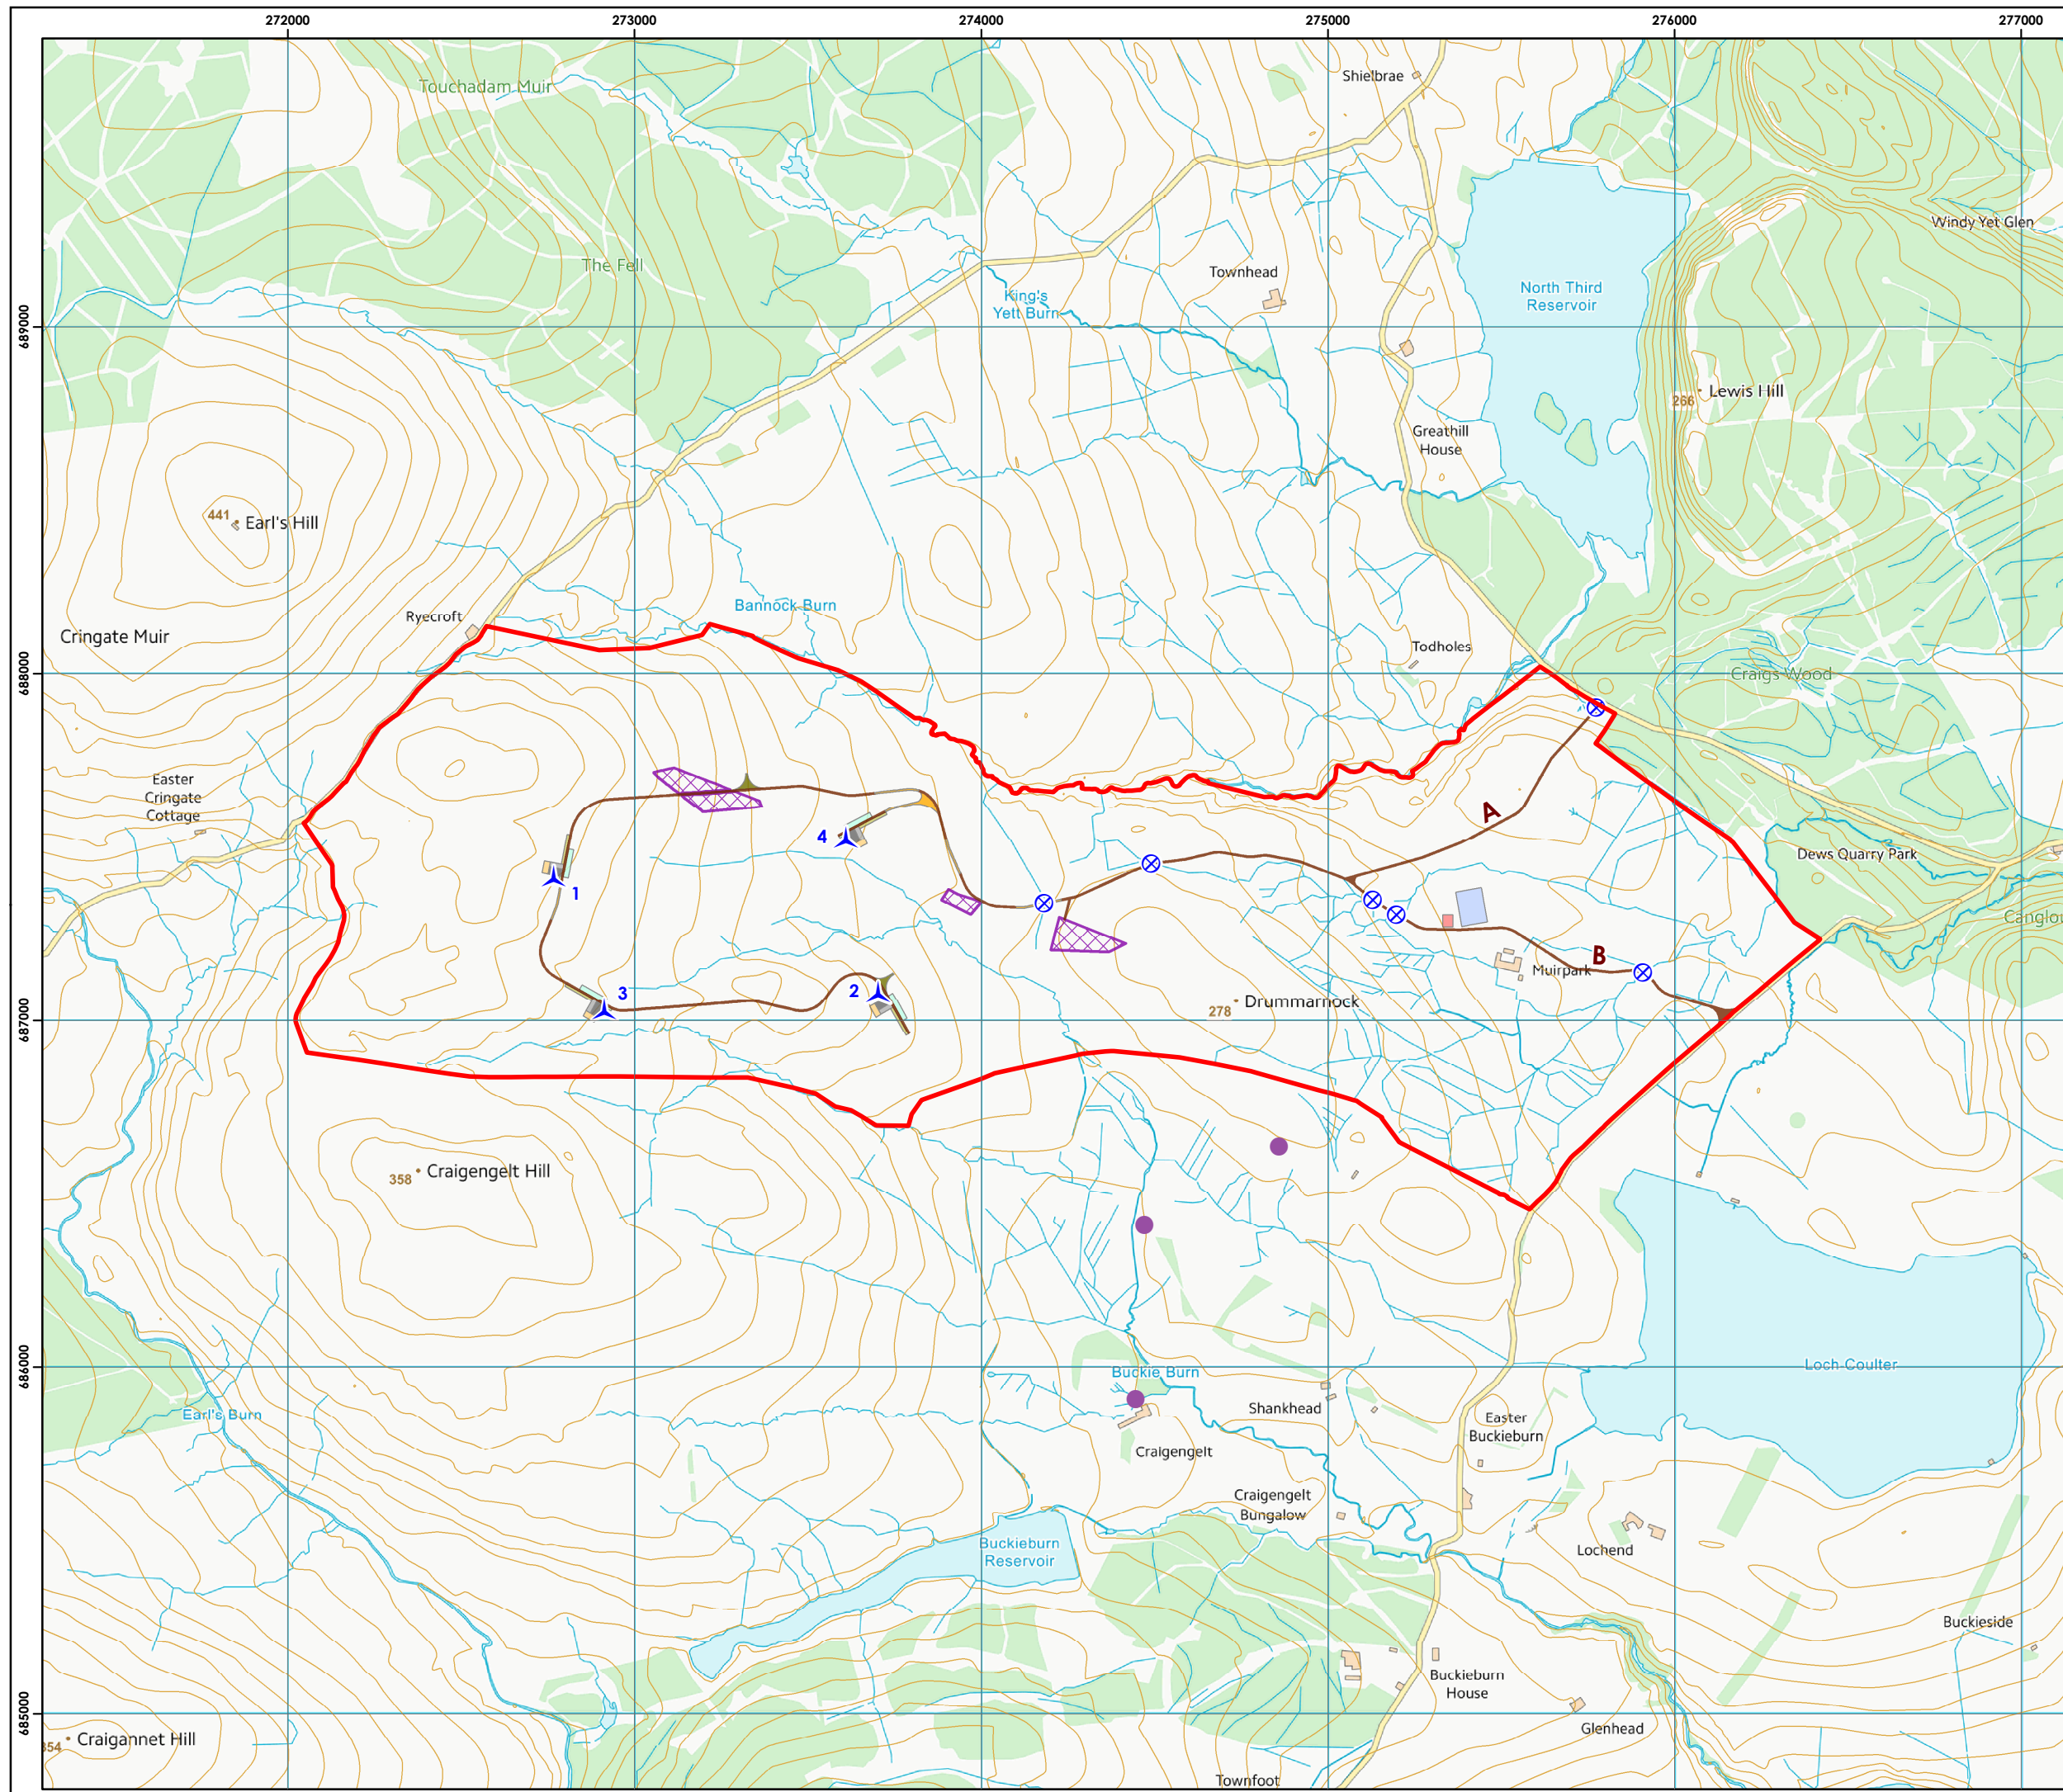 272000
273000
274000
275000
276000
277000
Shielbrae
Touchadam Muir
Windy Yet Glen
The Fell
Townhead
North Third
Reservoir
King's
Yett Burn
689000
Lewis Hill
266
Greathill
House
441
Earl's Hill
Bannock Burn
Ryecroft
Cringate Muir
Todholes
688000
Craigs Wood
Easter
Cringate
Cottage
A
4
Dews Quarry Park
1
B
Muirpark
3
2
278
Drummarnock
687000
358
Craigengelt Hill
686000
Loch Coulter
Buckie Burn
Earl's Burn
Shankhead
Easter
Buckieburn
Craigengelt
Craigengelt
Bungalow
Buckieburn
Reservoir
Lochend
Buckieside
Buckieburn
House
685000
Glenhead
Craigannet Hill
Townfoot